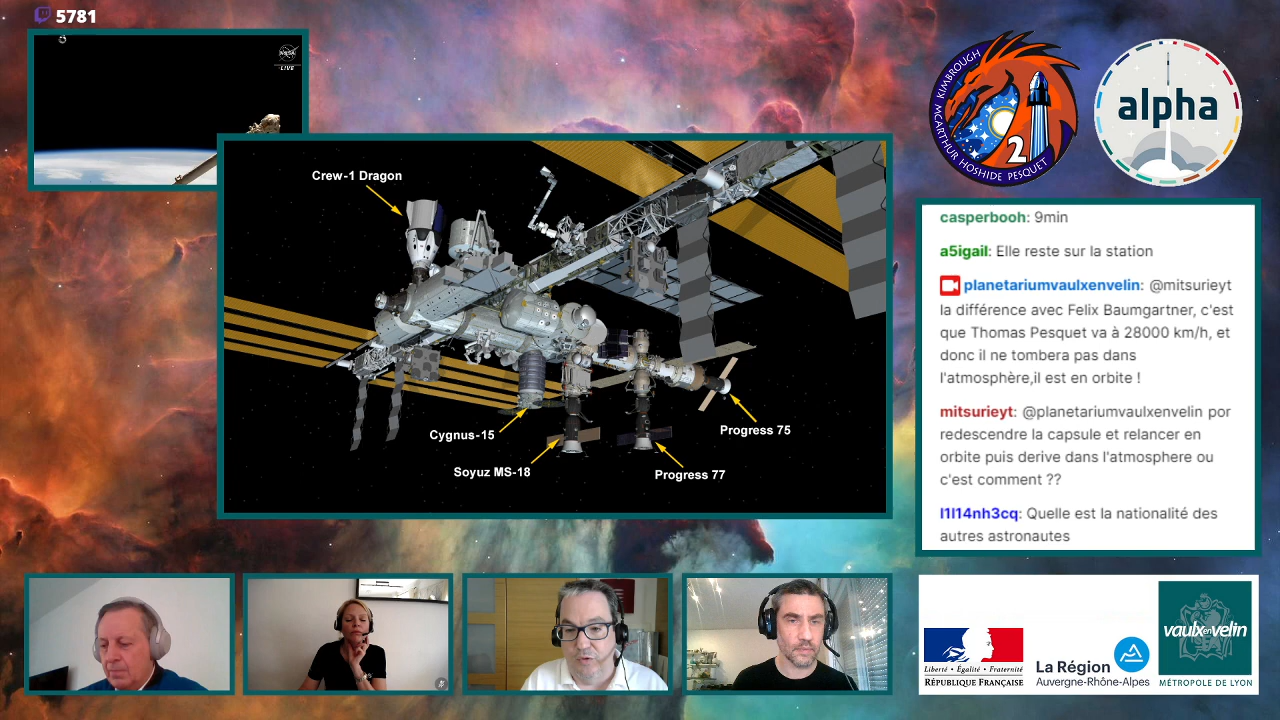 5781
NASA
LIVE
Crew-1 Dragon
Cygnus-15
Soyuz MS-18
Progress 77
Progress 75
MCARTHUR KIMBROUGH
HOSHIDE PESQUET
2
alpha
casperbooh: 9min
a5igail: Elle reste sur la station
planetariumvaulxenvelin: @mitsurieyt
la différence avec Felix Baumgartner, c'est
que Thomas Pesquet va à 28000 km/h, et
donc il ne tombera pas dans
l'atmosphère,il est en orbite !
mitsurieyt: @planetariumvaulxenvelin por
redescendre la capsule et relancer en
orbite puis derive dans l'atmosphere ou
c'est comment ??
l1l14nh3cq: Quelle est la nationalité des
autres astronautes
Liberté • Égalité • Fraternité
RÉPUBLIQUE FRANÇAISE
La Région
Auvergne-Rhône-Alpes
vaulx en velin
MÉTROPOLE DE LYON